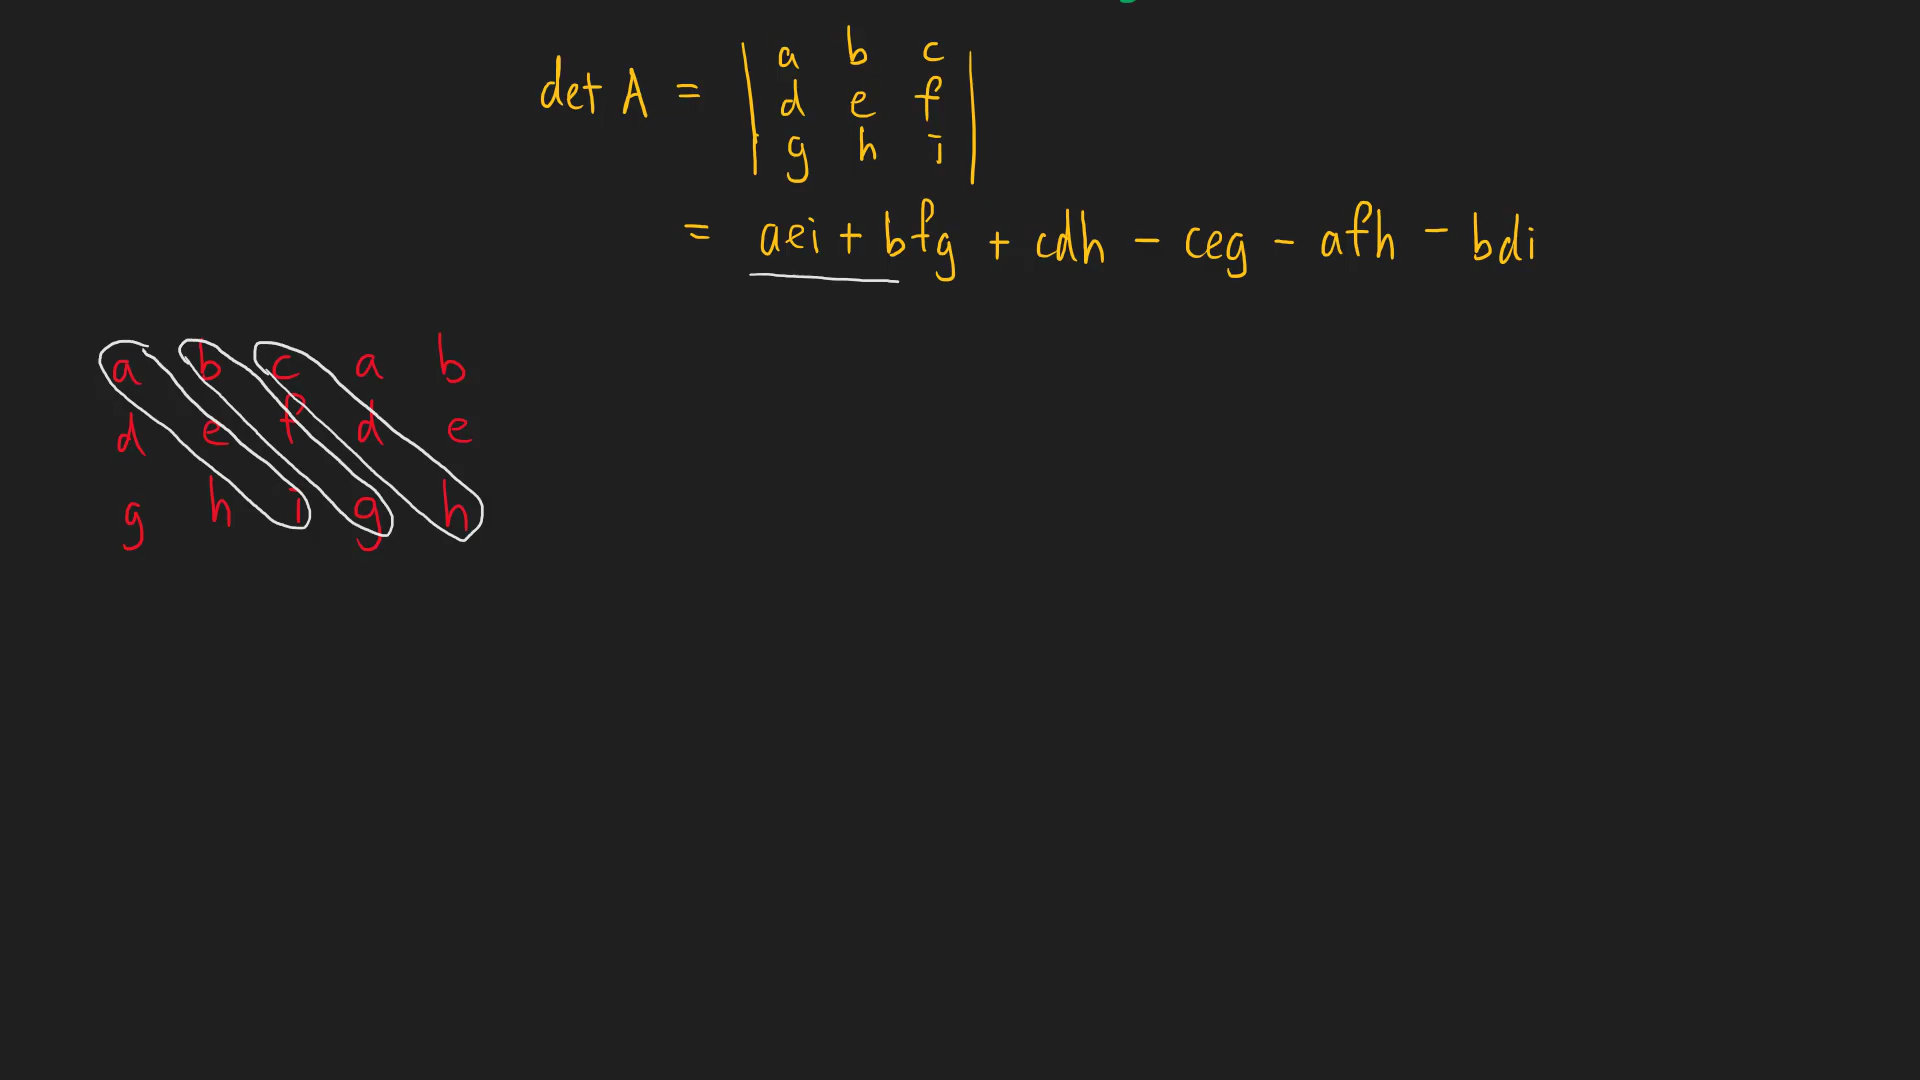 det A = | a b c |
| d e f |
| g h i |
= aei + bfg + cdh - ceg - afh - bdi
a b c a b
d e f d e
g h i g h